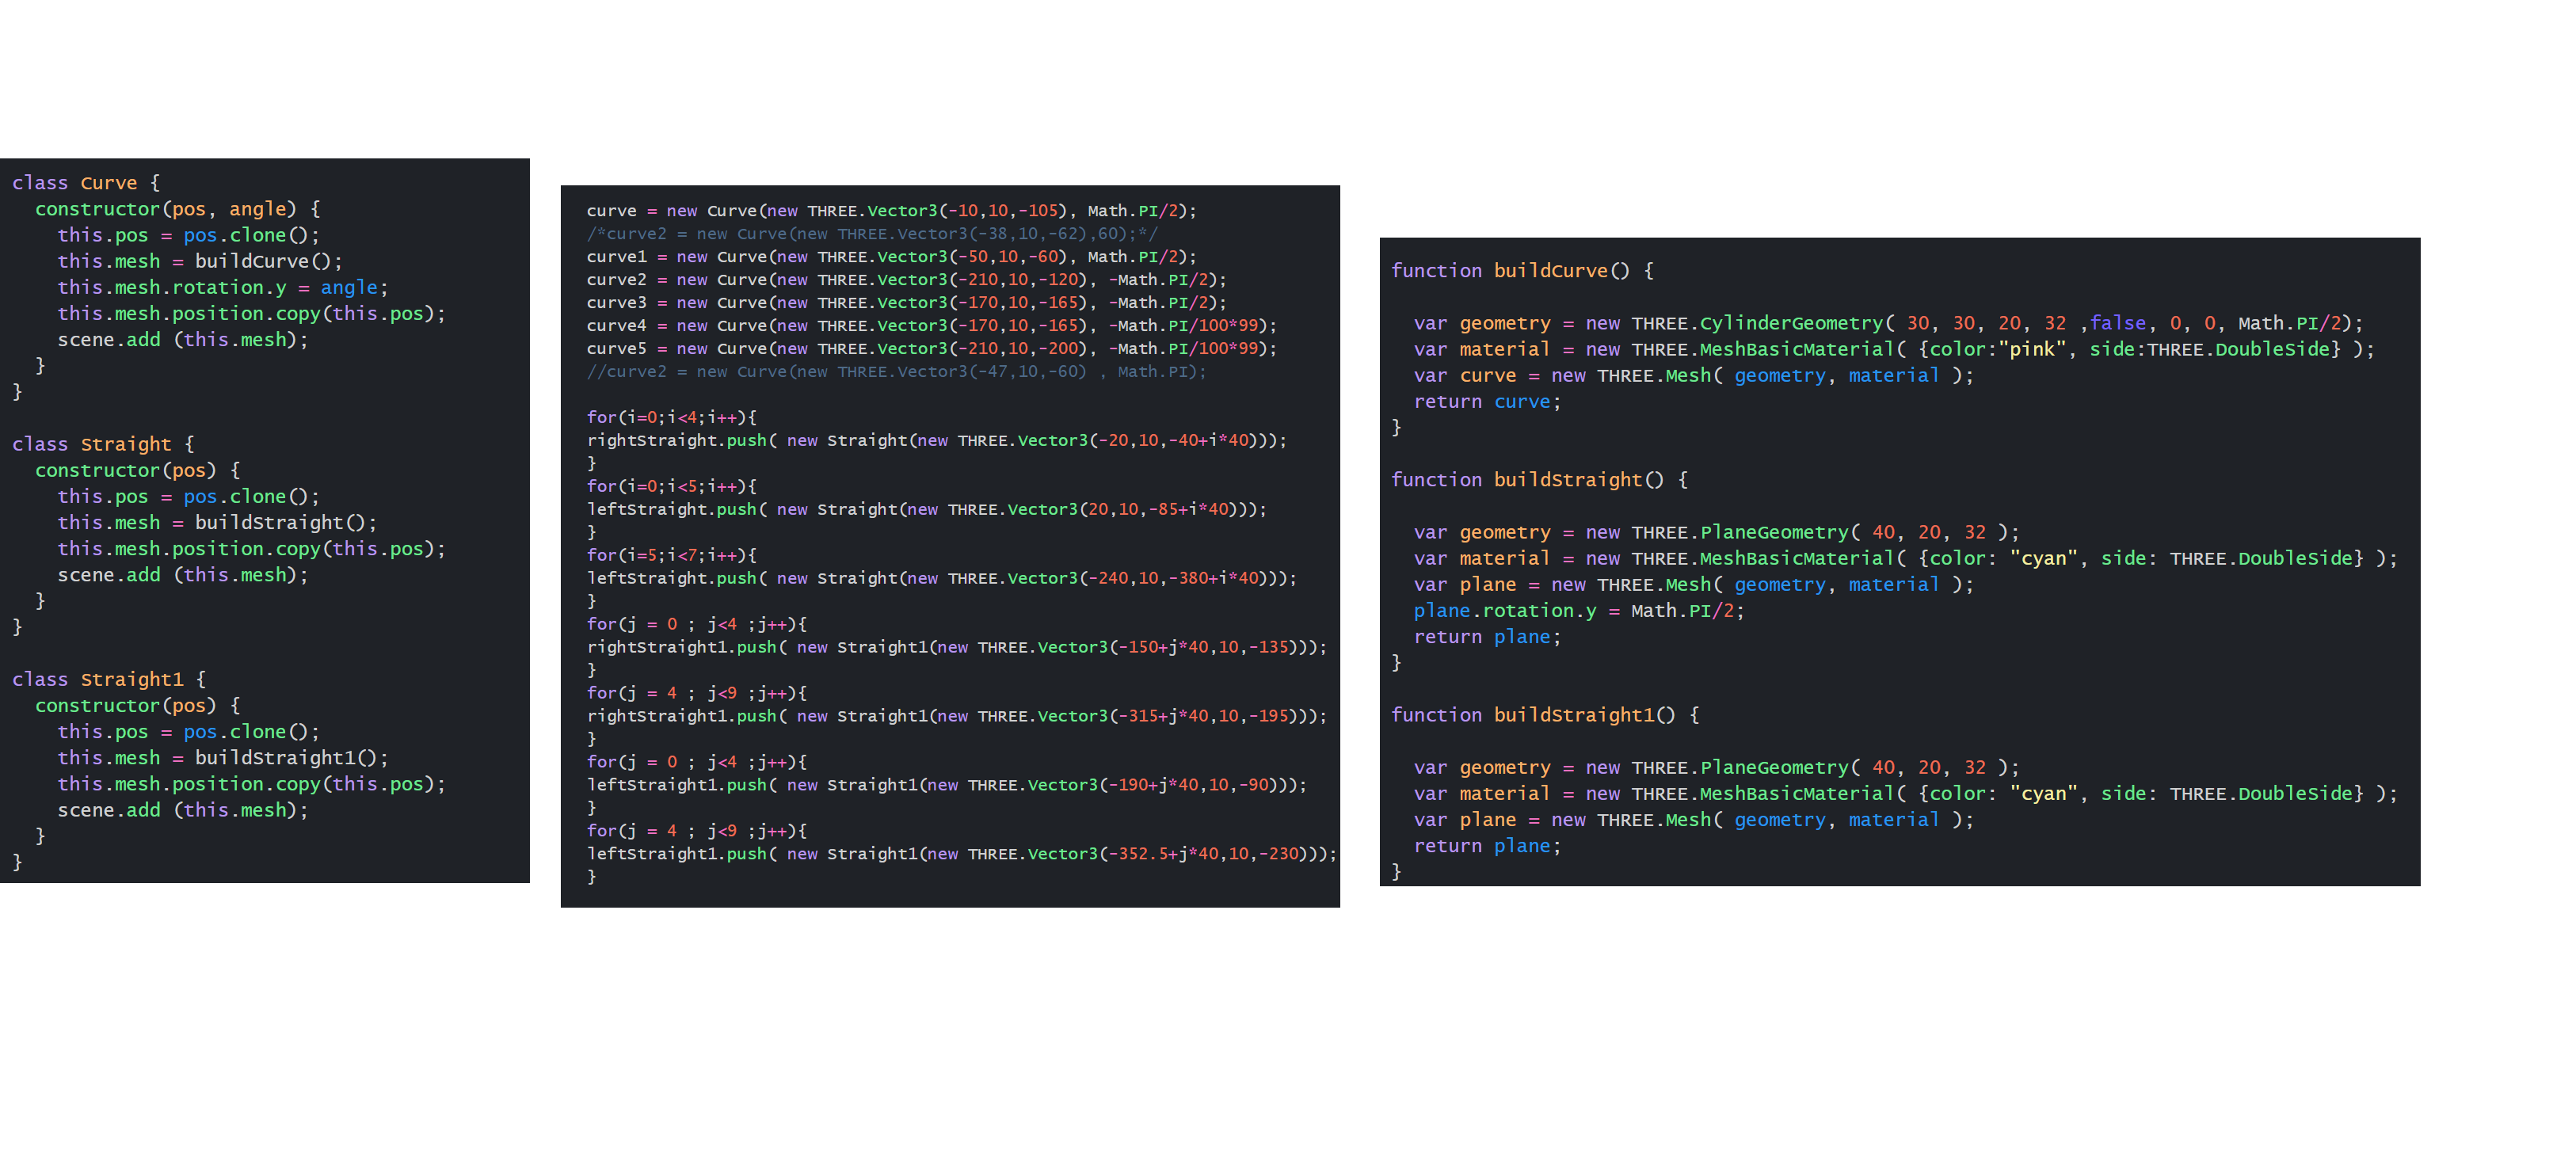 class Curve {
  constructor(pos, angle) {
    this.pos = pos.clone();
    this.mesh = buildCurve();
    this.mesh.rotation.y = angle;
    this.mesh.position.copy(this.pos);
    scene.add (this.mesh);
  }
}

class Straight {
  constructor(pos) {
    this.pos = pos.clone();
    this.mesh = buildStraight();
    this.mesh.position.copy(this.pos);
    scene.add (this.mesh);
  }
}

class Straight1 {
  constructor(pos) {
    this.pos = pos.clone();
    this.mesh = buildStraight1();
    this.mesh.position.copy(this.pos);
    scene.add (this.mesh);
  }
}

curve = new Curve(new THREE.Vector3(-10,10,-105), Math.PI/2);
/*curve2 = new Curve(new THREE.Vector3(-38,10,-62),60);*/
curve1 = new Curve(new THREE.Vector3(-50,10,-60), Math.PI/2);
curve2 = new Curve(new THREE.Vector3(-210,10,-120), -Math.PI/2);
curve3 = new Curve(new THREE.Vector3(-170,10,-165), -Math.PI/2);
curve4 = new Curve(new THREE.Vector3(-170,10,-165), -Math.PI/100*99);
curve5 = new Curve(new THREE.Vector3(-210,10,-200), -Math.PI/100*99);
//curve2 = new Curve(new THREE.Vector3(-47,10,-60) , Math.PI);

for(i=0;i<4;i++){
rightStraight.push( new Straight(new THREE.Vector3(-20,10,-40+i*40)));
}
for(i=0;i<5;i++){
leftStraight.push( new Straight(new THREE.Vector3(20,10,-85+i*40)));
}
for(i=5;i<7;i++){
leftStraight.push( new Straight(new THREE.Vector3(-240,10,-380+i*40)));
}
for(j = 0 ; j<4 ;j++){
rightStraight1.push( new Straight1(new THREE.Vector3(-150+j*40,10,-135)));
}
for(j = 4 ; j<9 ;j++){
rightStraight1.push( new Straight1(new THREE.Vector3(-315+j*40,10,-195)));
}
for(j = 0 ; j<4 ;j++){
leftStraight1.push( new Straight1(new THREE.Vector3(-190+j*40,10,-90)));
}
for(j = 4 ; j<9 ;j++){
leftStraight1.push( new Straight1(new THREE.Vector3(-352.5+j*40,10,-230)));
}

function buildCurve() {

  var geometry = new THREE.CylinderGeometry( 30, 30, 20, 32 ,false, 0, 0, Math.PI/2);
  var material = new THREE.MeshBasicMaterial( {color:"pink", side:THREE.DoubleSide} );
  var curve = new THREE.Mesh( geometry, material );
  return curve;
}

function buildStraight() {

  var geometry = new THREE.PlaneGeometry( 40, 20, 32 );
  var material = new THREE.MeshBasicMaterial( {color: "cyan", side: THREE.DoubleSide} );
  var plane = new THREE.Mesh( geometry, material );
  plane.rotation.y = Math.PI/2;
  return plane;
}

function buildStraight1() {

  var geometry = new THREE.PlaneGeometry( 40, 20, 32 );
  var material = new THREE.MeshBasicMaterial( {color: "cyan", side: THREE.DoubleSide} );
  var plane = new THREE.Mesh( geometry, material );
  return plane;
}